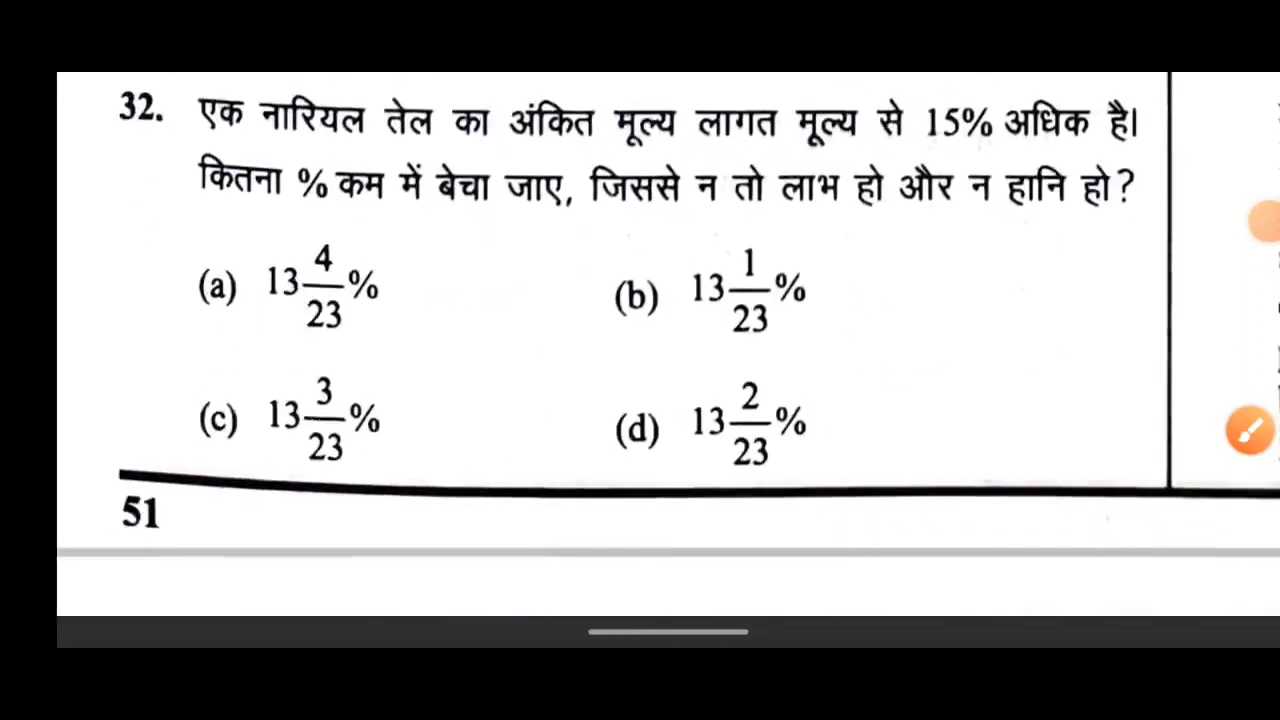 32. एक नारियल तेल का अंकित मूल्य लागत मूल्य से 15% अधिक है।
कितना % कम में बेचा जाए, जिससे न तो लाभ हो और न हानि हो?
(a) 13 4/23 % (b) 13 1/23 %
(c) 13 3/23 % (d) 13 2/23 %
51